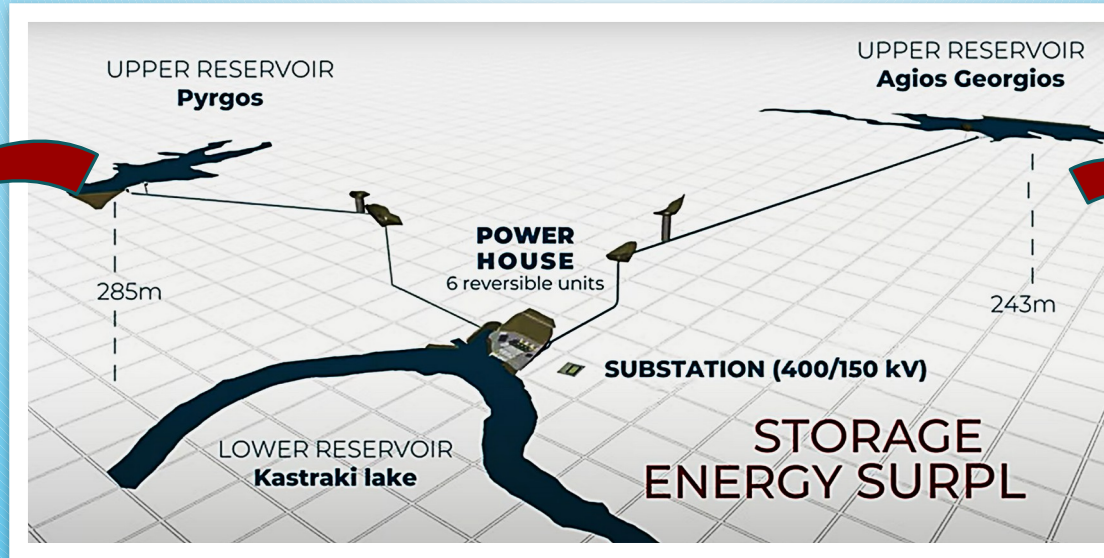 UPPER RESERVOIR
Pyrgos
UPPER RESERVOIR
Agios Georgios
285m
POWER
HOUSE
6 reversible units
243m
SUBSTATION (400/150 kV)
LOWER RESERVOIR
Kastraki lake
STORAGE
ENERGY SURPL